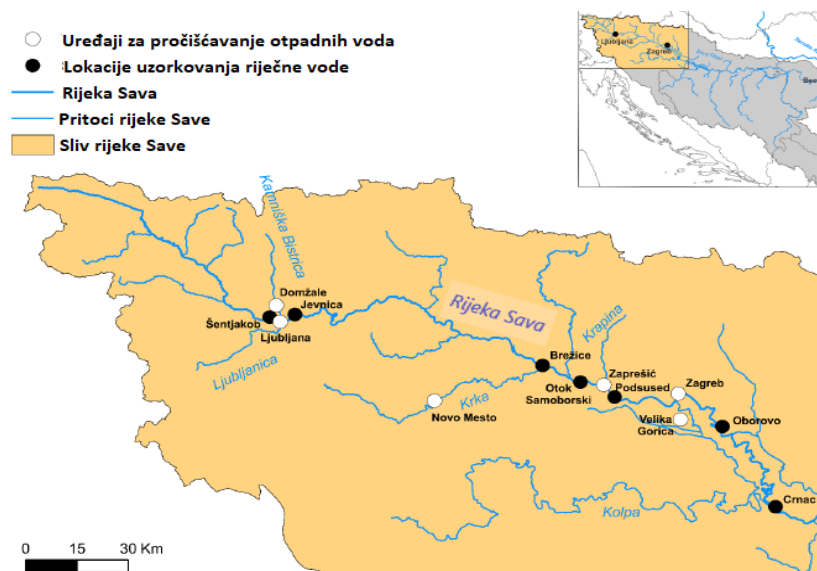 Uređaji za pročišćavanje otpadnih voda
Lokacije uzorkovanja riječne vode
Rijeka Sava
Pritoci rijeke Save
Sliv rijeke Save
Ljubljana
Zagreb
Kamniška Bistrica
Domžale
Jevnica
Šentjakob
Ljubljana
Ljubljanica
Rijeka Sava
Krapina
Brežice
Zaprešić
Otok
Samoborski
Podsused
Zagreb
Krka
Novo Mesto
Velika
Gorica
Oborovo
Crnac
Kolpa
0 15 30 Km